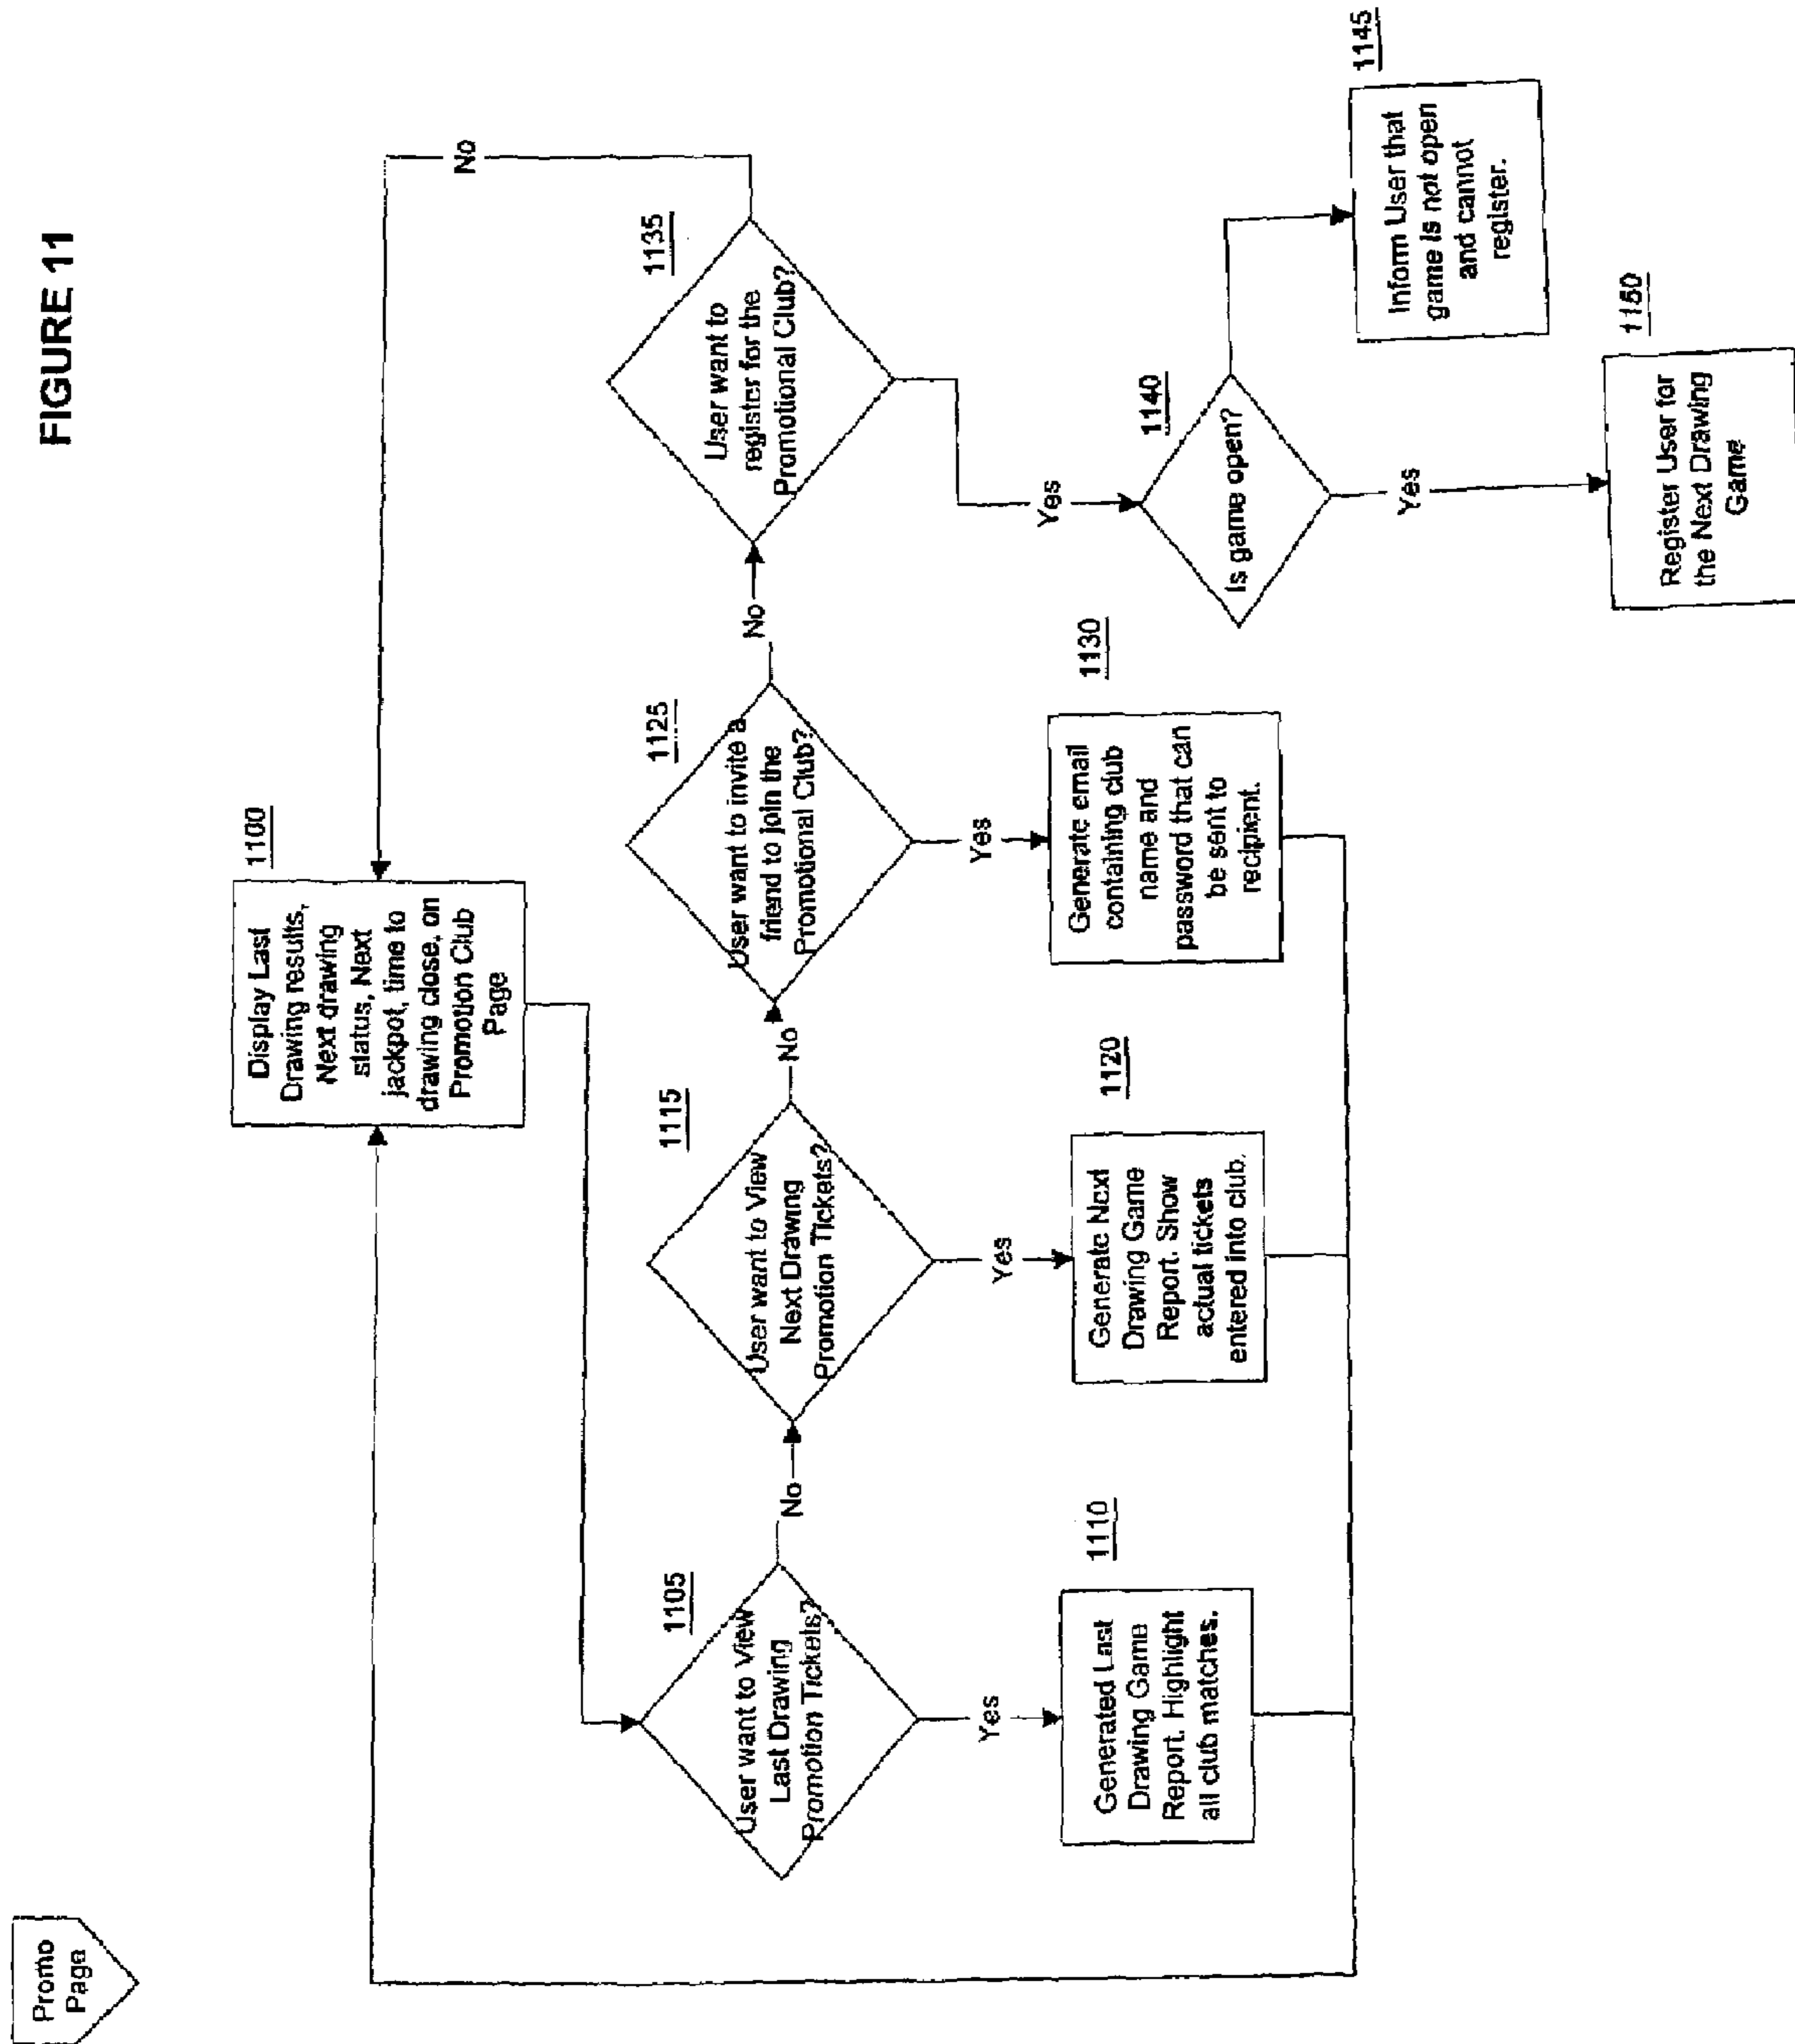 FIGURE 11
Promo
Page
1100
Display Last
Drawing results,
Next drawing
status, Next
jackpot, time to
drawing close, on
Promotion Club
Page
No
1105
User want to View
Last Drawing
Promotion Tickets?
No
1115
User want to View
Next Drawing
Promotion Tickets?
No
1125
User want to invite a
friend to join the
Promotional Club?
No
1135
User want to
register for the
Promotional Club?
Yes
1110
Generated Last
Drawing Game
Report. Highlight
all club matches.
Yes
1120
Generate Next
Drawing Game
Report. Show
actual tickets
entered into club.
Yes
1130
Generate email
containing club
name and
password that can
be sent to
recipient.
Yes
1140
Is game open?
1145
Inform User that
game is not open
and cannot
register.
Yes
1150
Register User for
the Next Drawing
Game